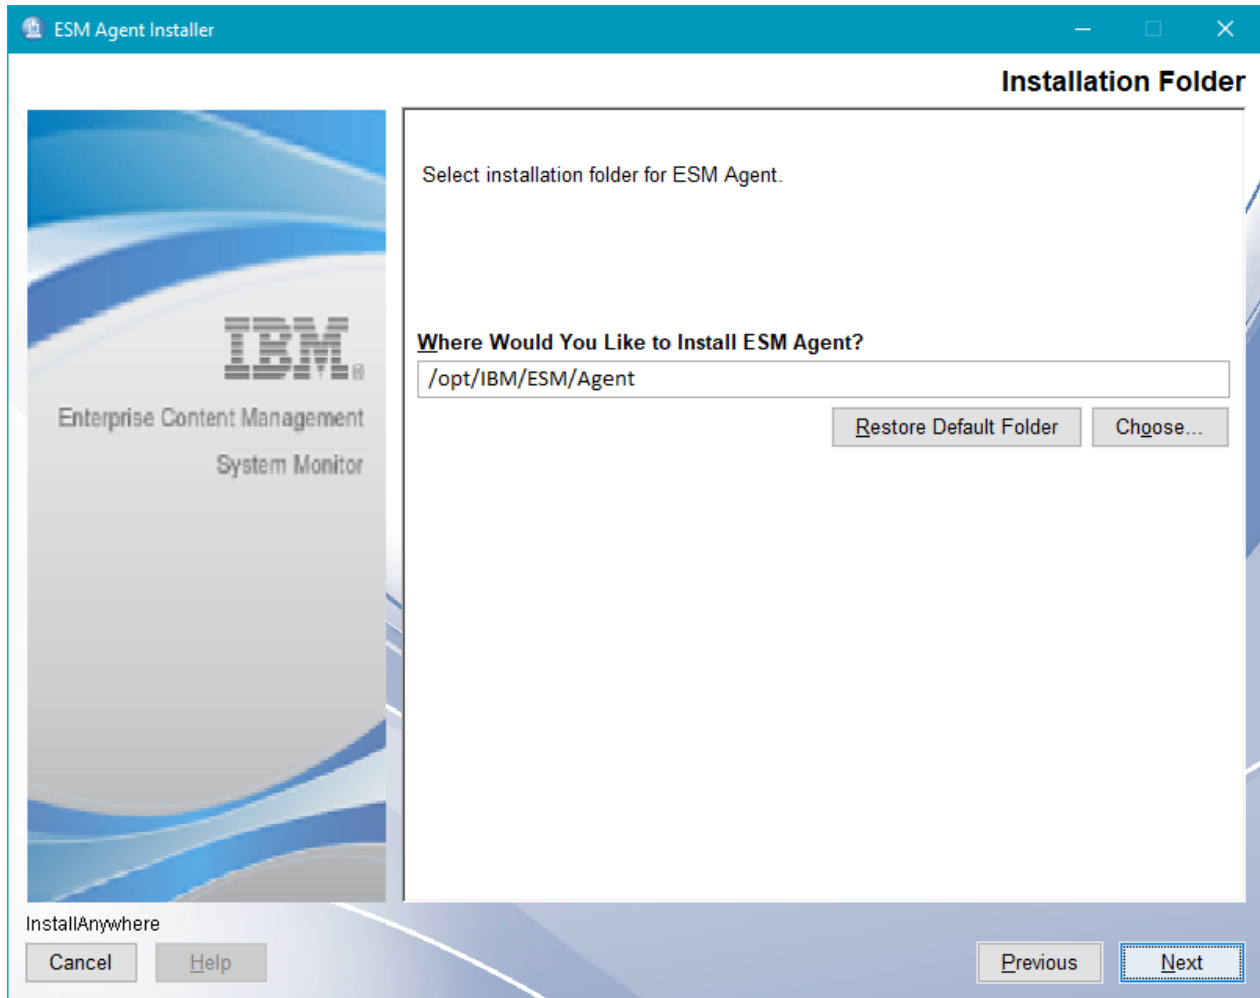 ESM Agent Installer
Installation Folder
Select installation folder for ESM Agent.
Where Would You Like to Install ESM Agent?
/opt/IBM/ESM/Agent
Restore Default Folder
Choose...
IBM®
Enterprise Content Management
System Monitor
InstallAnywhere
Cancel
Help
Previous
Next